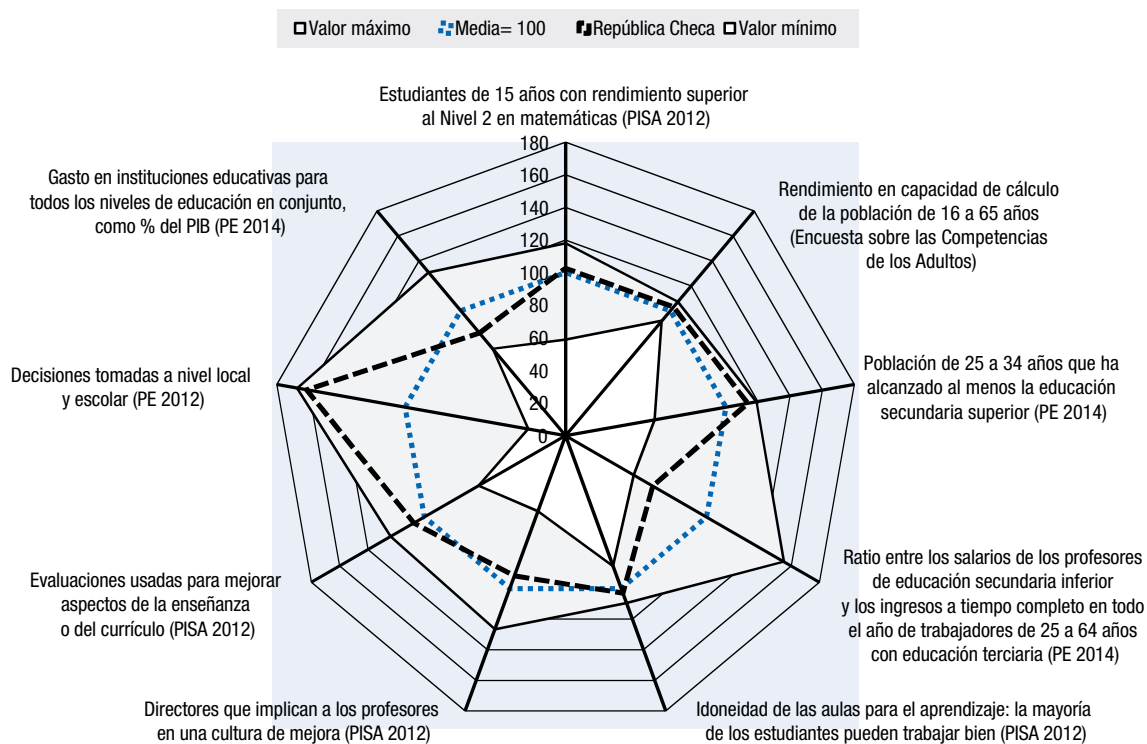 Valor máximo Media= 100 República Checa Valor mínimo
Estudiantes de 15 años con rendimiento superior
al Nivel 2 en matemáticas (PISA 2012)
Rendimiento en capacidad de cálculo
de la población de 16 a 65 años
(Encuesta sobre las Competencias
de los Adultos)
Población de 25 a 34 años que ha
alcanzado al menos la educación
secundaria superior (PE 2014)
Ratio entre los salarios de los profesores
de educación secundaria inferior
y los ingresos a tiempo completo en todo
el año de trabajadores de 25 a 64 años
con educación terciaria (PE 2014)
Idoneidad de las aulas para el aprendizaje: la mayoría
de los estudiantes pueden trabajar bien (PISA 2012)
Directores que implican a los profesores
en una cultura de mejora (PISA 2012)
Evaluaciones usadas para mejorar
aspectos de la enseñanza
o del currículo (PISA 2012)
Decisiones tomadas a nivel local
y escolar (PE 2012)
Gasto en instituciones educativas para
todos los niveles de educación en conjunto,
como % del PIB (PE 2014)
180
160
140
120
100
80
60
40
20
0